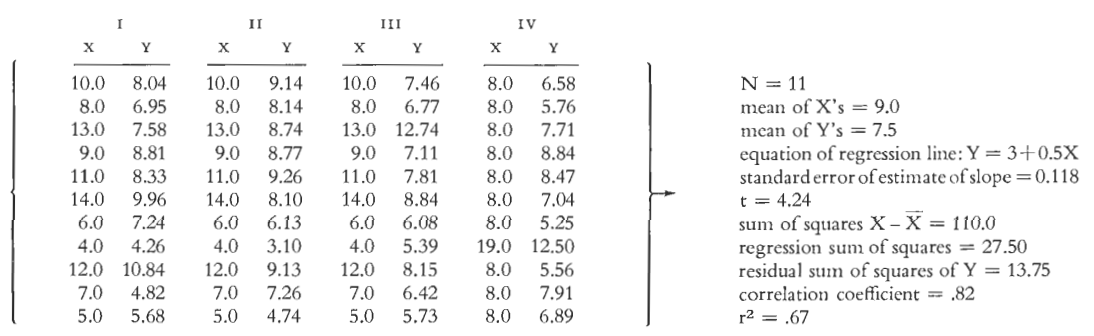 I II III IV
X Y X Y X Y X Y
10.0 8.04 10.0 9.14 10.0 7.46 8.0 6.58 N = 11
8.0 6.95 8.0 8.14 8.0 6.77 8.0 5.76 mean of X's = 9.0
13.0 7.58 13.0 8.74 13.0 12.74 8.0 7.71 mean of Y's = 7.5
9.0 8.81 9.0 8.77 9.0 7.11 8.0 8.84 equation of regression line: Y = 3+0.5X
11.0 8.33 11.0 9.26 11.0 7.81 8.0 8.47 standard error of estimate of slope = 0.118
14.0 9.96 14.0 8.10 14.0 8.84 8.0 7.04 t = 4.24
6.0 7.24 6.0 6.13 6.0 6.08 8.0 5.25 sum of squares X – X̅ = 110.0
4.0 4.26 4.0 3.10 4.0 5.39 19.0 12.50 regression sum of squares = 27.50
12.0 10.84 12.0 9.13 12.0 8.15 8.0 5.56 residual sum of squares of Y = 13.75
7.0 4.82 7.0 7.26 7.0 6.42 8.0 7.91 correlation coefficient = .82
5.0 5.68 5.0 4.74 5.0 5.73 8.0 6.89 r² = .67